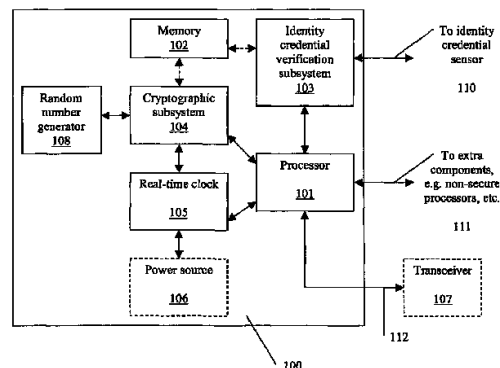 Memory
102
Identity
credential
verification
subsystem
103
To identity
credential
sensor
110
Random
number
generator
108
Cryptographic
subsystem
104
Processor
101
To extra
components,
e.g. non-secure
processors, etc.
111
Real-time clock
105
Power source
106
Transceiver
107
112
100